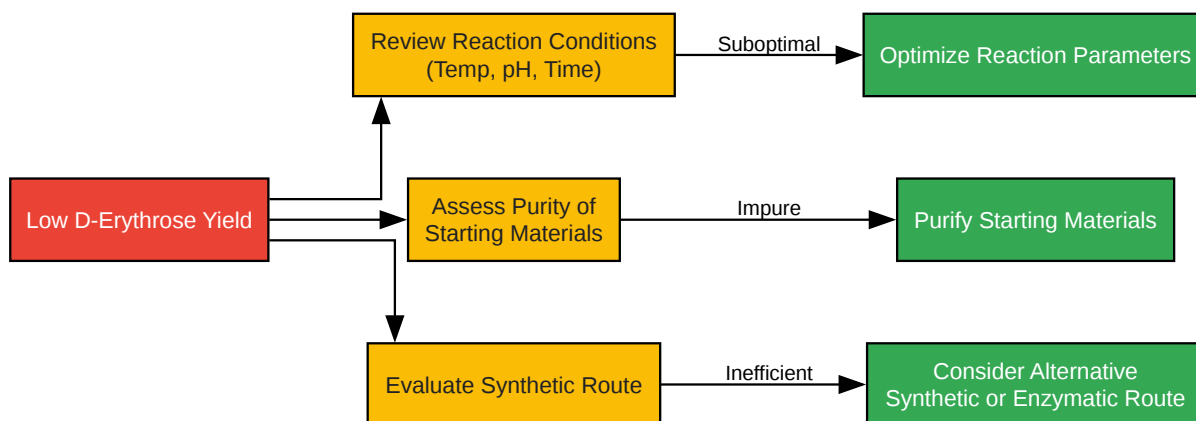 Review Reaction Conditions
(Temp, pH, Time)
Suboptimal
Optimize Reaction Parameters
Low D-Erythrose Yield
Assess Purity of
Starting Materials
Impure
Purify Starting Materials
Evaluate Synthetic Route
Inefficient
Consider Alternative
Synthetic or Enzymatic Route